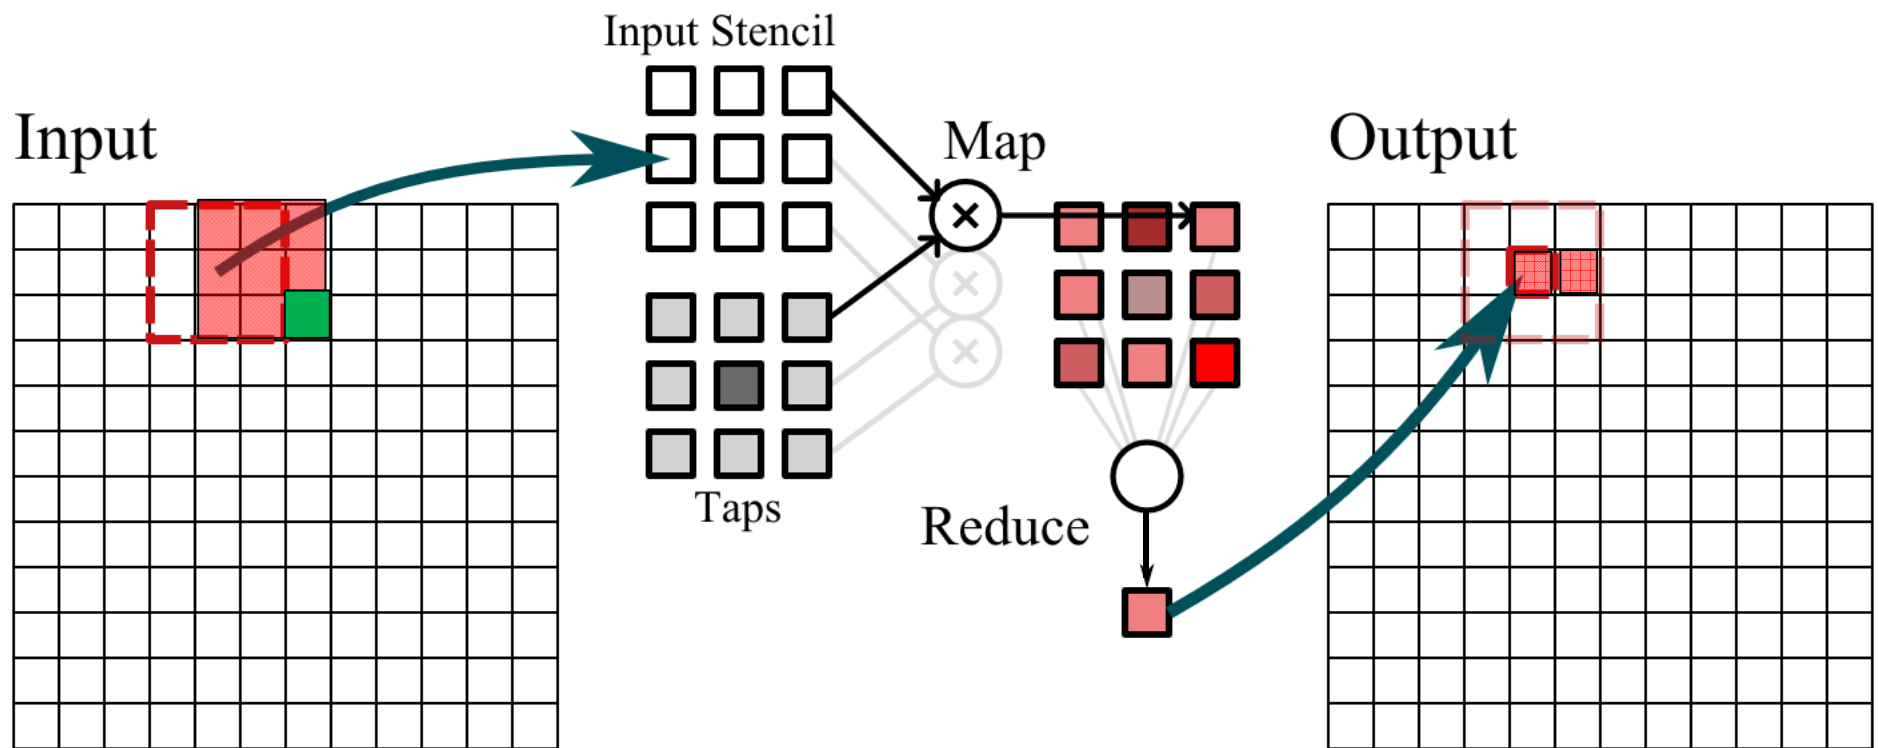 Input Stencil
Input
Map
Output
Taps
Reduce